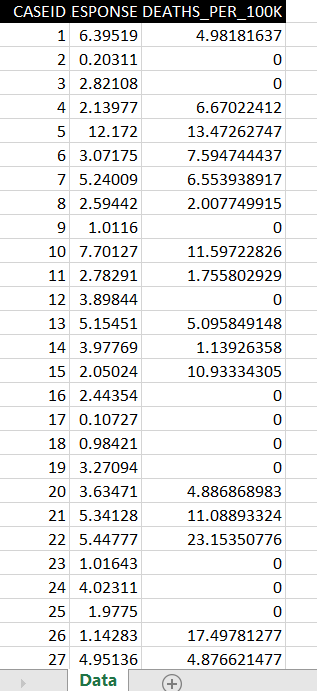 CASEID ESPONSE DEATHS_PER_100K
1 6.39519 4.98181637
2 0.20311 0
3 2.82108 0
4 2.13977 6.67022412
5 12.172 13.47262747
6 3.07175 7.594744437
7 5.24009 6.553938917
8 2.59442 2.007749915
9 1.0116 0
10 7.70127 11.59722826
11 2.78291 1.755802929
12 3.89844 0
13 5.15451 5.095849148
14 3.97769 1.13926358
15 2.05024 10.93334305
16 2.44354 0
17 0.10727 0
18 0.98421 0
19 3.27094 0
20 3.63471 4.886868983
21 5.34128 11.08893324
22 5.44777 23.15350776
23 1.01643 0
24 4.02311 0
25 1.9775 0
26 1.14283 17.49781277
27 4.95136 4.876621477
Data